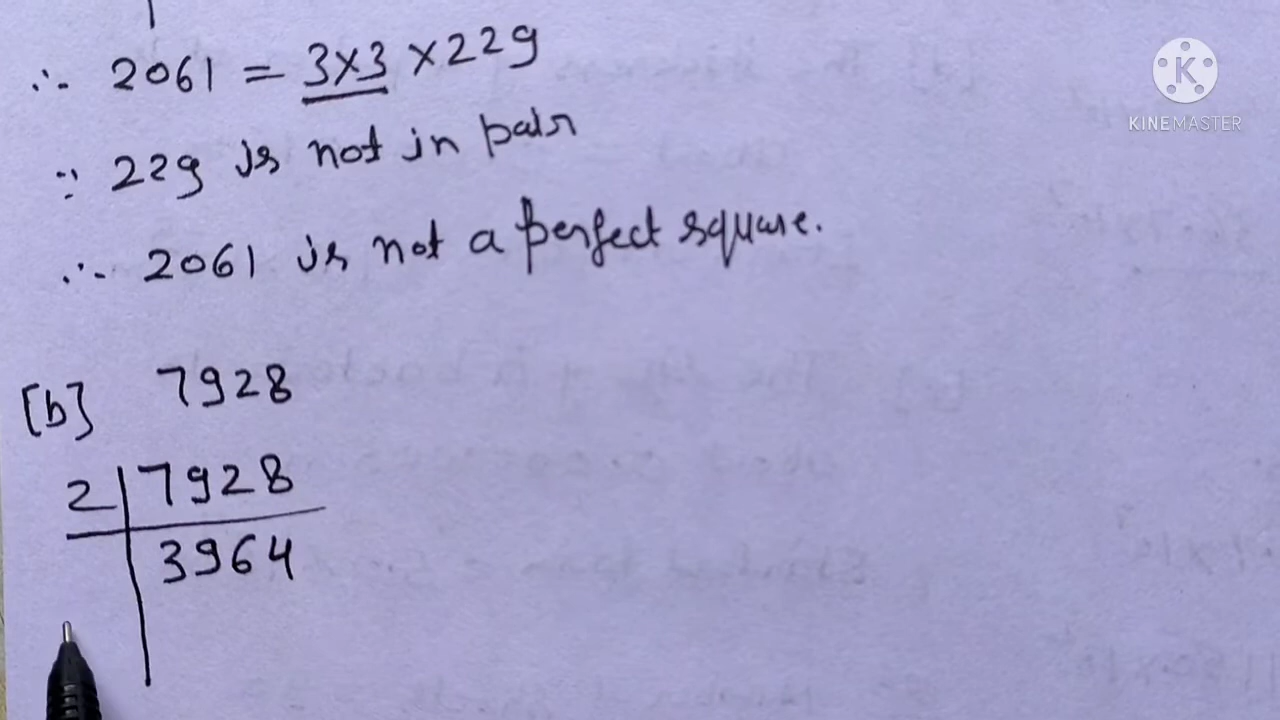 ∴ 2061 = 3×3 ×229
∵ 229 is not in pair
∴ 2061 is not a perfect square.
[b] 7928
2 7928
3964
K
KINEMASTER